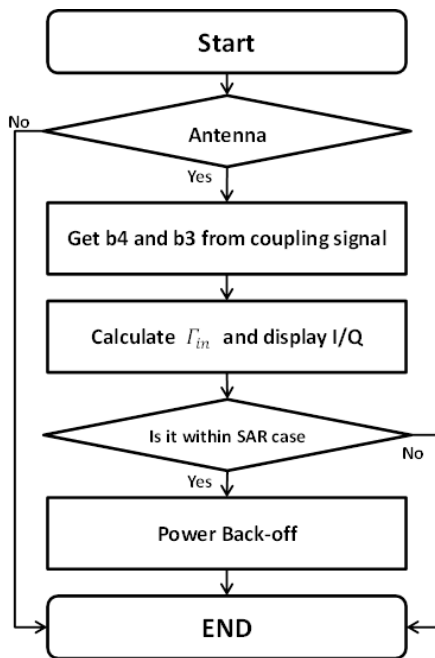 Start
No
Antenna
Yes
Get b4 and b3 from coupling signal
Calculate Γin and display I/Q
Is it within SAR case
No
Yes
Power Back-off
END